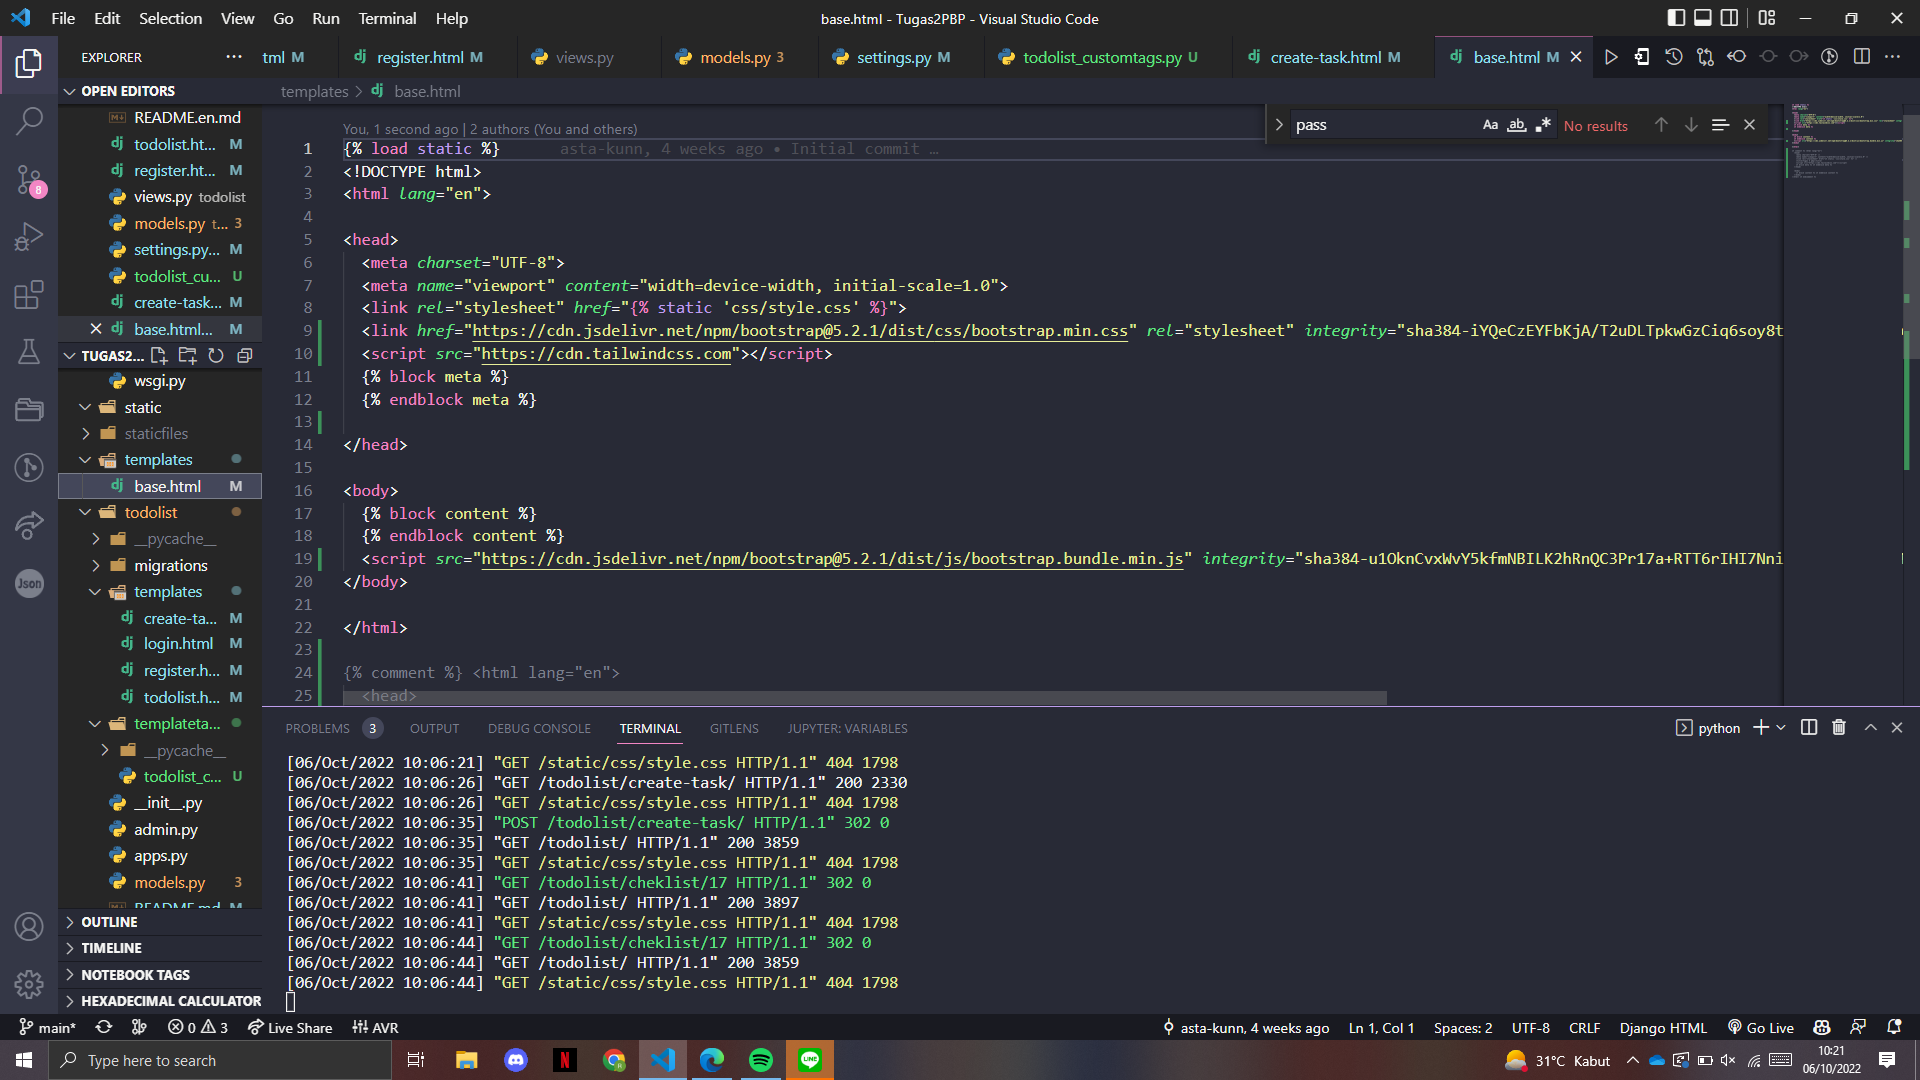 File Edit Selection View Go Run Terminal Help
base.html - Tugas2PBP - Visual Studio Code
EXPLORER
tml M
register.html M
views.py
models.py 3
settings.py M
todolist_customtags.py U
create-task.html M
base.html M
OPEN EDITORS
README.en.md
todolist.ht... M
register.ht... M
views.py todolist
models.py t... 3
settings.py... M
todolist_cu... U
create-task... M
base.html... M
TUGAS2...
wsgi.py
static
staticfiles
templates
base.html M
todolist
__pycache__
migrations
templates
create-ta... M
login.html M
register.h... M
todolist.h... M
templateta...
__pycache__
todolist_c... U
__init__.py
admin.py
apps.py
models.py 3
README.md M
OUTLINE
TIMELINE
NOTEBOOK TAGS
HEXADECIMAL CALCULATOR
8
Json
templates > base.html
pass
Aa ab
No results
You, 1 second ago | 2 authors (You and others)
1 {% load static %} asta-kunn, 4 weeks ago • Initial commit …
2 <!DOCTYPE html>
3 <html lang="en">
4
5 <head>
6 <meta charset="UTF-8">
7 <meta name="viewport" content="width=device-width, initial-scale=1.0">
8 <link rel="stylesheet" href="{% static 'css/style.css' %}">
9 <link href="https://cdn.jsdelivr.net/npm/bootstrap@5.2.1/dist/css/bootstrap.min.css" rel="stylesheet" integrity="sha384-iYQeCzEYFbKjA/T2uDLTpkwGzCiq6soy8t
10 <script src="https://cdn.tailwindcss.com"></script>
11 {% block meta %}
12 {% endblock meta %}
13
14 </head>
15
16 <body>
17 {% block content %}
18 {% endblock content %}
19 <script src="https://cdn.jsdelivr.net/npm/bootstrap@5.2.1/dist/js/bootstrap.bundle.min.js" integrity="sha384-u1OknCvxWvY5kfmNBILK2hRnQC3Pr17a+RTT6rIHI7Nni
20 </body>
21
22 </html>
23
24 {% comment %} <html lang="en">
25 <head>
PROBLEMS 3 OUTPUT DEBUG CONSOLE TERMINAL GITLENS JUPYTER: VARIABLES
python
[06/Oct/2022 10:06:21] "GET /static/css/style.css HTTP/1.1" 404 1798
[06/Oct/2022 10:06:26] "GET /todolist/create-task/ HTTP/1.1" 200 2330
[06/Oct/2022 10:06:26] "GET /static/css/style.css HTTP/1.1" 404 1798
[06/Oct/2022 10:06:35] "POST /todolist/create-task/ HTTP/1.1" 302 0
[06/Oct/2022 10:06:35] "GET /todolist/ HTTP/1.1" 200 3859
[06/Oct/2022 10:06:35] "GET /static/css/style.css HTTP/1.1" 404 1798
[06/Oct/2022 10:06:41] "GET /todolist/cheklist/17 HTTP/1.1" 302 0
[06/Oct/2022 10:06:41] "GET /todolist/ HTTP/1.1" 200 3897
[06/Oct/2022 10:06:41] "GET /static/css/style.css HTTP/1.1" 404 1798
[06/Oct/2022 10:06:44] "GET /todolist/cheklist/17 HTTP/1.1" 302 0
[06/Oct/2022 10:06:44] "GET /todolist/ HTTP/1.1" 200 3859
[06/Oct/2022 10:06:44] "GET /static/css/style.css HTTP/1.1" 404 1798
main* 0 3 Live Share AVR
asta-kunn, 4 weeks ago Ln 1, Col 1 Spaces: 2 UTF-8 CRLF Django HTML Go Live
Type here to search
LINE
31°C Kabut
10:21
06/10/2022